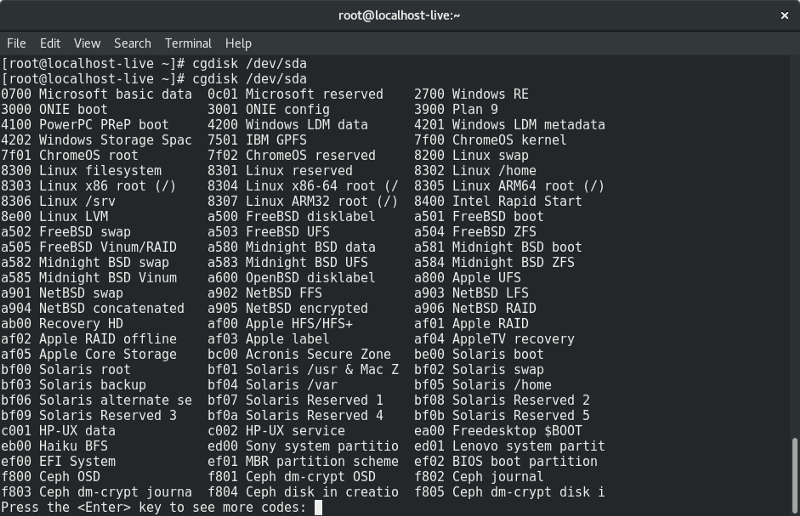 root@localhost-live:~
×
File Edit View Search Terminal Help
[root@localhost-live ~]# cgdisk /dev/sda
[root@localhost-live ~]# cgdisk /dev/sda
0700 Microsoft basic data 0c01 Microsoft reserved 2700 Windows RE
3000 ONIE boot 3001 ONIE config 3900 Plan 9
4100 PowerPC PReP boot 4200 Windows LDM data 4201 Windows LDM metadata
4202 Windows Storage Spac 7501 IBM GPFS 7f00 ChromeOS kernel
7f01 ChromeOS root 7f02 ChromeOS reserved 8200 Linux swap
8300 Linux filesystem 8301 Linux reserved 8302 Linux /home
8303 Linux x86 root (/) 8304 Linux x86-64 root (/ 8305 Linux ARM64 root (/)
8306 Linux /srv 8307 Linux ARM32 root (/) 8400 Intel Rapid Start
8e00 Linux LVM a500 FreeBSD disklabel a501 FreeBSD boot
a502 FreeBSD swap a503 FreeBSD UFS a504 FreeBSD ZFS
a505 FreeBSD Vinum/RAID a580 Midnight BSD data a581 Midnight BSD boot
a582 Midnight BSD swap a583 Midnight BSD UFS a584 Midnight BSD ZFS
a585 Midnight BSD Vinum a600 OpenBSD disklabel a800 Apple UFS
a901 NetBSD swap a902 NetBSD FFS a903 NetBSD LFS
a904 NetBSD concatenated a905 NetBSD encrypted a906 NetBSD RAID
ab00 Recovery HD af00 Apple HFS/HFS+ af01 Apple RAID
af02 Apple RAID offline af03 Apple label af04 AppleTV recovery
af05 Apple Core Storage bc00 Acronis Secure Zone be00 Solaris boot
bf00 Solaris root bf01 Solaris /usr & Mac Z bf02 Solaris swap
bf03 Solaris backup bf04 Solaris /var bf05 Solaris /home
bf06 Solaris alternate se bf07 Solaris Reserved 1 bf08 Solaris Reserved 2
bf09 Solaris Reserved 3 bf0a Solaris Reserved 4 bf0b Solaris Reserved 5
c001 HP-UX data c002 HP-UX service ea00 Freedesktop $BOOT
eb00 Haiku BFS ed00 Sony system partitio ed01 Lenovo system partit
ef00 EFI System ef01 MBR partition scheme ef02 BIOS boot partition
f800 Ceph OSD f801 Ceph dm-crypt OSD f802 Ceph journal
f803 Ceph dm-crypt journa f804 Ceph disk in creatio f805 Ceph dm-crypt disk i
Press the <Enter> key to see more codes: